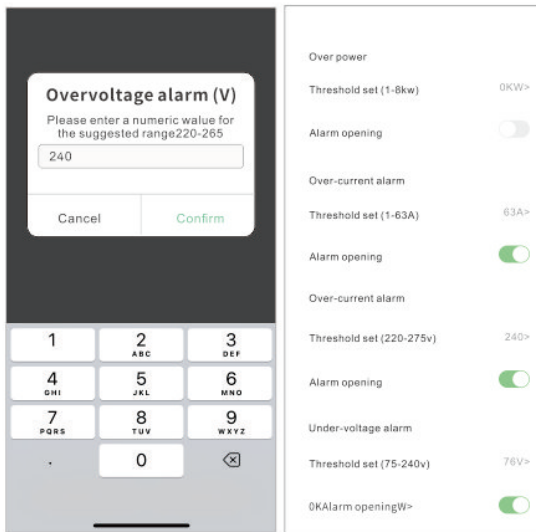 Overvoltage alarm (V)
Please enter a numeric walue for
the suggested range220-265
240
Cancel Confirm
1 2 3
ABC DEF
4 5 6
GHI JKL MNO
7 8 9
PQRS TUV WXYZ
. 0
Over power
Threshold set (1-8kw) 0KW>
Alarm opening
Over-current alarm
Threshold set (1-63A) 63A>
Alarm opening
Over-current alarm
Threshold set (220-275v) 240>
Alarm opening
Under-voltage alarm
Threshold set (75-240v) 76V>
0KAlarm openingW>